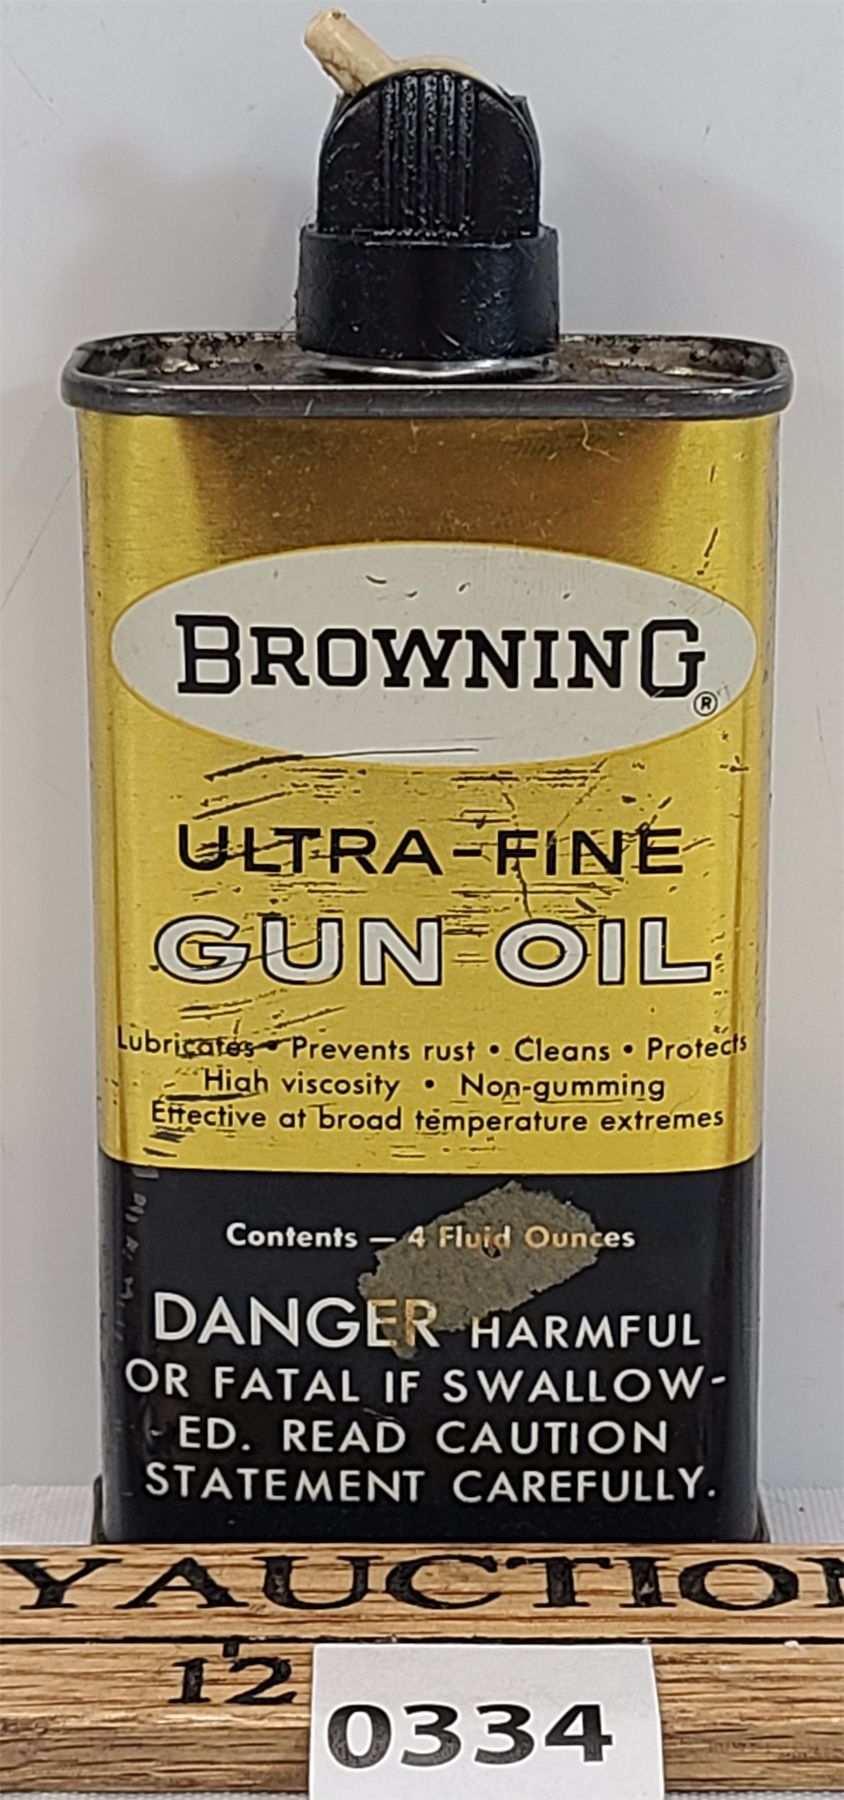 BROWNING®
ULTRA-FINE
GUN OIL
Lubricates • Prevents rust • Cleans • Protects
High viscosity • Non-gumming
Effective at broad temperature extremes
Contents — 4 Fluid Ounces
DANGER HARMFUL
OR FATAL IF SWALLOW-
ED. READ CAUTION
STATEMENT CAREFULLY.
YAUCTION
12
0334